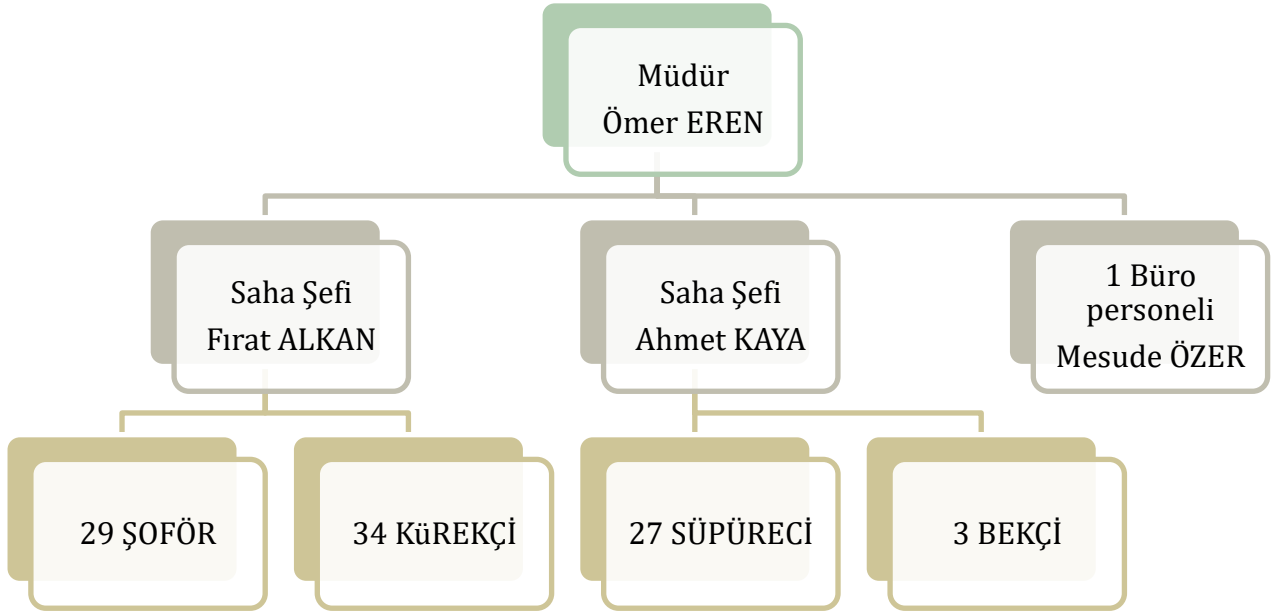 Müdür
Ömer EREN
Saha Şefi
Fırat ALKAN
Saha Şefi
Ahmet KAYA
1 Büro
personeli
Mesude ÖZER
29 ŞOFÖR
34 KüREKÇİ
27 SÜPÜRECİ
3 BEKÇİ